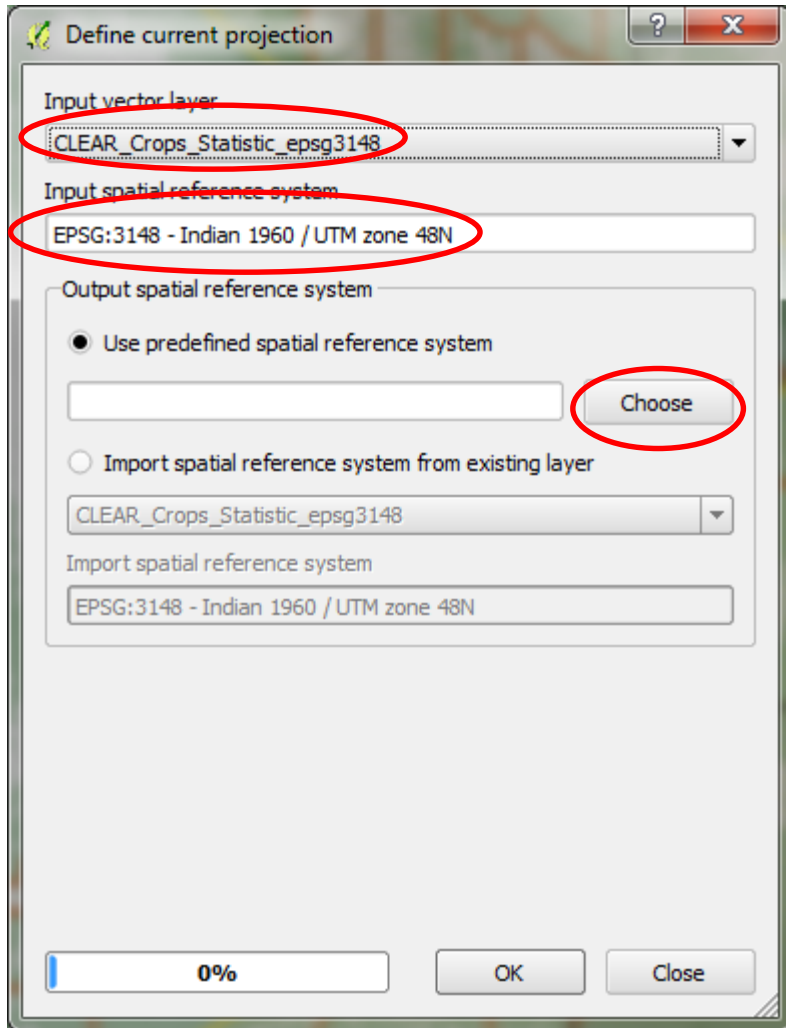 Define current projection
?
X
Input vector layer
CLEAR_Crops_Statistic_epsg3148
Input spatial reference system
EPSG:3148 - Indian 1960 / UTM zone 48N
Output spatial reference system
Use predefined spatial reference system
Choose
Import spatial reference system from existing layer
CLEAR_Crops_Statistic_epsg3148
Import spatial reference system
EPSG:3148 - Indian 1960 / UTM zone 48N
0%
OK
Close